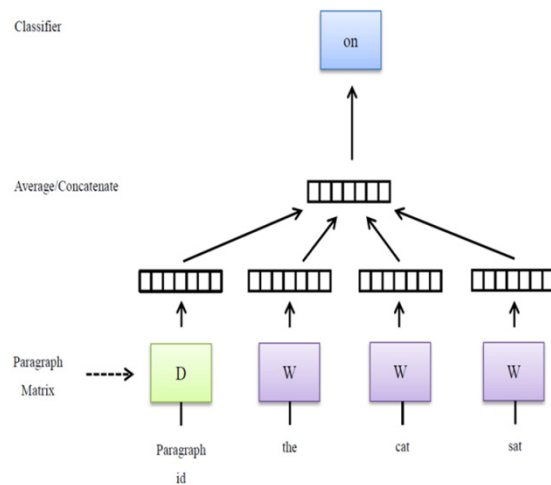 Classifier
on
Average/Concatenate
Paragraph
Matrix
D
W
W
W
Paragraph
id
the
cat
sat